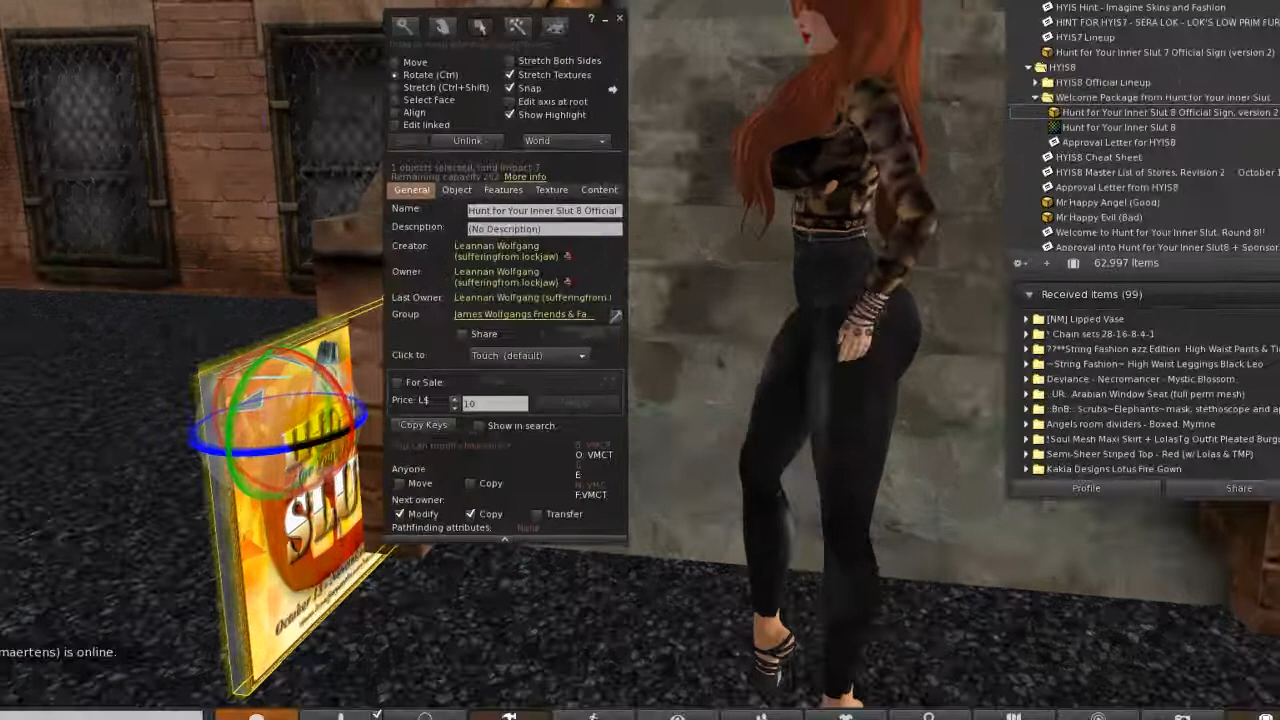 Move
Rotate (Ctrl)
Stretch (Ctrl+Shift)
Select Face
Align
Edit linked
Stretch Both Sides
Stretch Textures
Snap
Edit axis at root
Show Highlight
Unlink
World
1 objects selected, land impact 7
Remaining capacity 252 More info
General Object Features Texture Content
Name: Hunt for Your Inner Slut 8 Official
Description: (No Description)
Creator: Leannan Wolfgang
(sufferingfrom.lockjaw)
Owner: Leannan Wolfgang
(sufferingfrom.lockjaw)
Last Owner: Leannan Wolfgang (sufferingfrom.l
Group James Wolfgangs Friends & Fa...
Share
Click to: Touch (default)
For Sale:
Price: L$ 10
Copy Keys Show in search
O: VMCT
E:
F:VMCT
Anyone
Move Copy
Next owner:
Modify Copy Transfer
Pathfinding attributes: None
HYIS Hint - Imagine Skins and Fashion
HINT FOR HYIS7 - SERA LOK - LOK'S LOW PRIM FUR
HYIS7 Lineup
Hunt for Your Inner Slut 7 Official Sign (version 2)
HYIS8
HYIS8 Official Lineup
Welcome Package from Hunt for Your Inner Slut
Hunt for Your Inner Slut 8 Official Sign, version 2
Hunt for Your Inner Slut 8
Approval Letter for HYIS8
HYIS8 Cheat Sheet
HYIS8 Master List of Stores. Revision 2 October 1
Approval Letter from HYIS8
Mr Happy Angel (Good)
Mr Happy Evil (Bad)
Welcome to Hunt for Your Inner Slut. Round 8!!
Approval into Hunt for Your Inner Slut8 + Sponsor
62,997 Items
Received Items (99)
[NM] Lipped Vase
* Chain sets 28-16-8-4-1
??**String Fashion azz Edition High Waist Pants & Ti
~String Fashion~ High Waist Leggings Black Leo
Deviance - Necromancer - Mystic Blossom
.:UR:. Arabian Window Seat (full perm mesh)
.:BnB:. Scrubs~Elephants~mask, stethoscope and ap
Angels room dividers - Boxed. Mymne
!Soul Mesh Maxi Skirt + LolasTg Outfit Pleated Burg
Semi-Sheer Striped Top - Red (w/ Lolas & TMP)
Kakia Designs Lotus Fire Gown
Profile Share
SLU
maertens) is online.